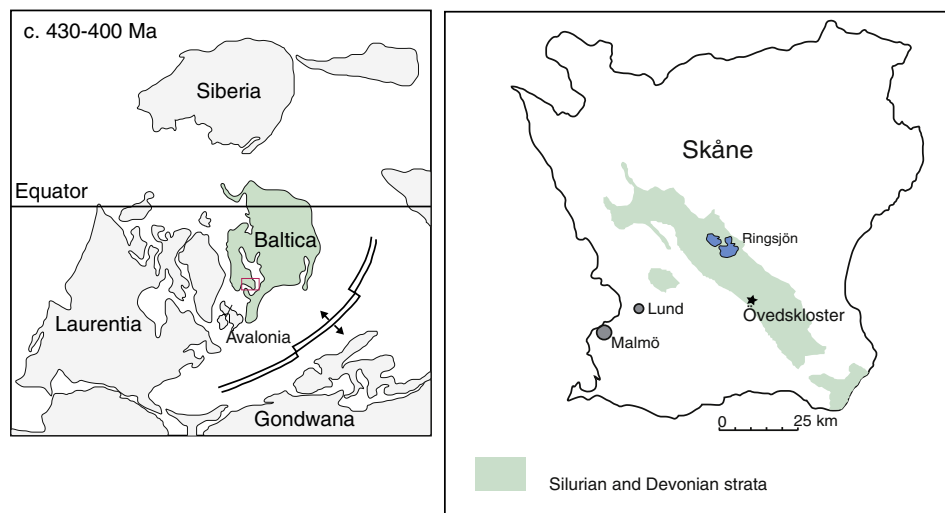 c. 430-400 Ma
Siberia
Equator
Baltica
Laurentia
Avalonia
Gondwana
Skåne
Ringsjön
Lund
Övedskloster
Malmö
0 25 km
Silurian and Devonian strata